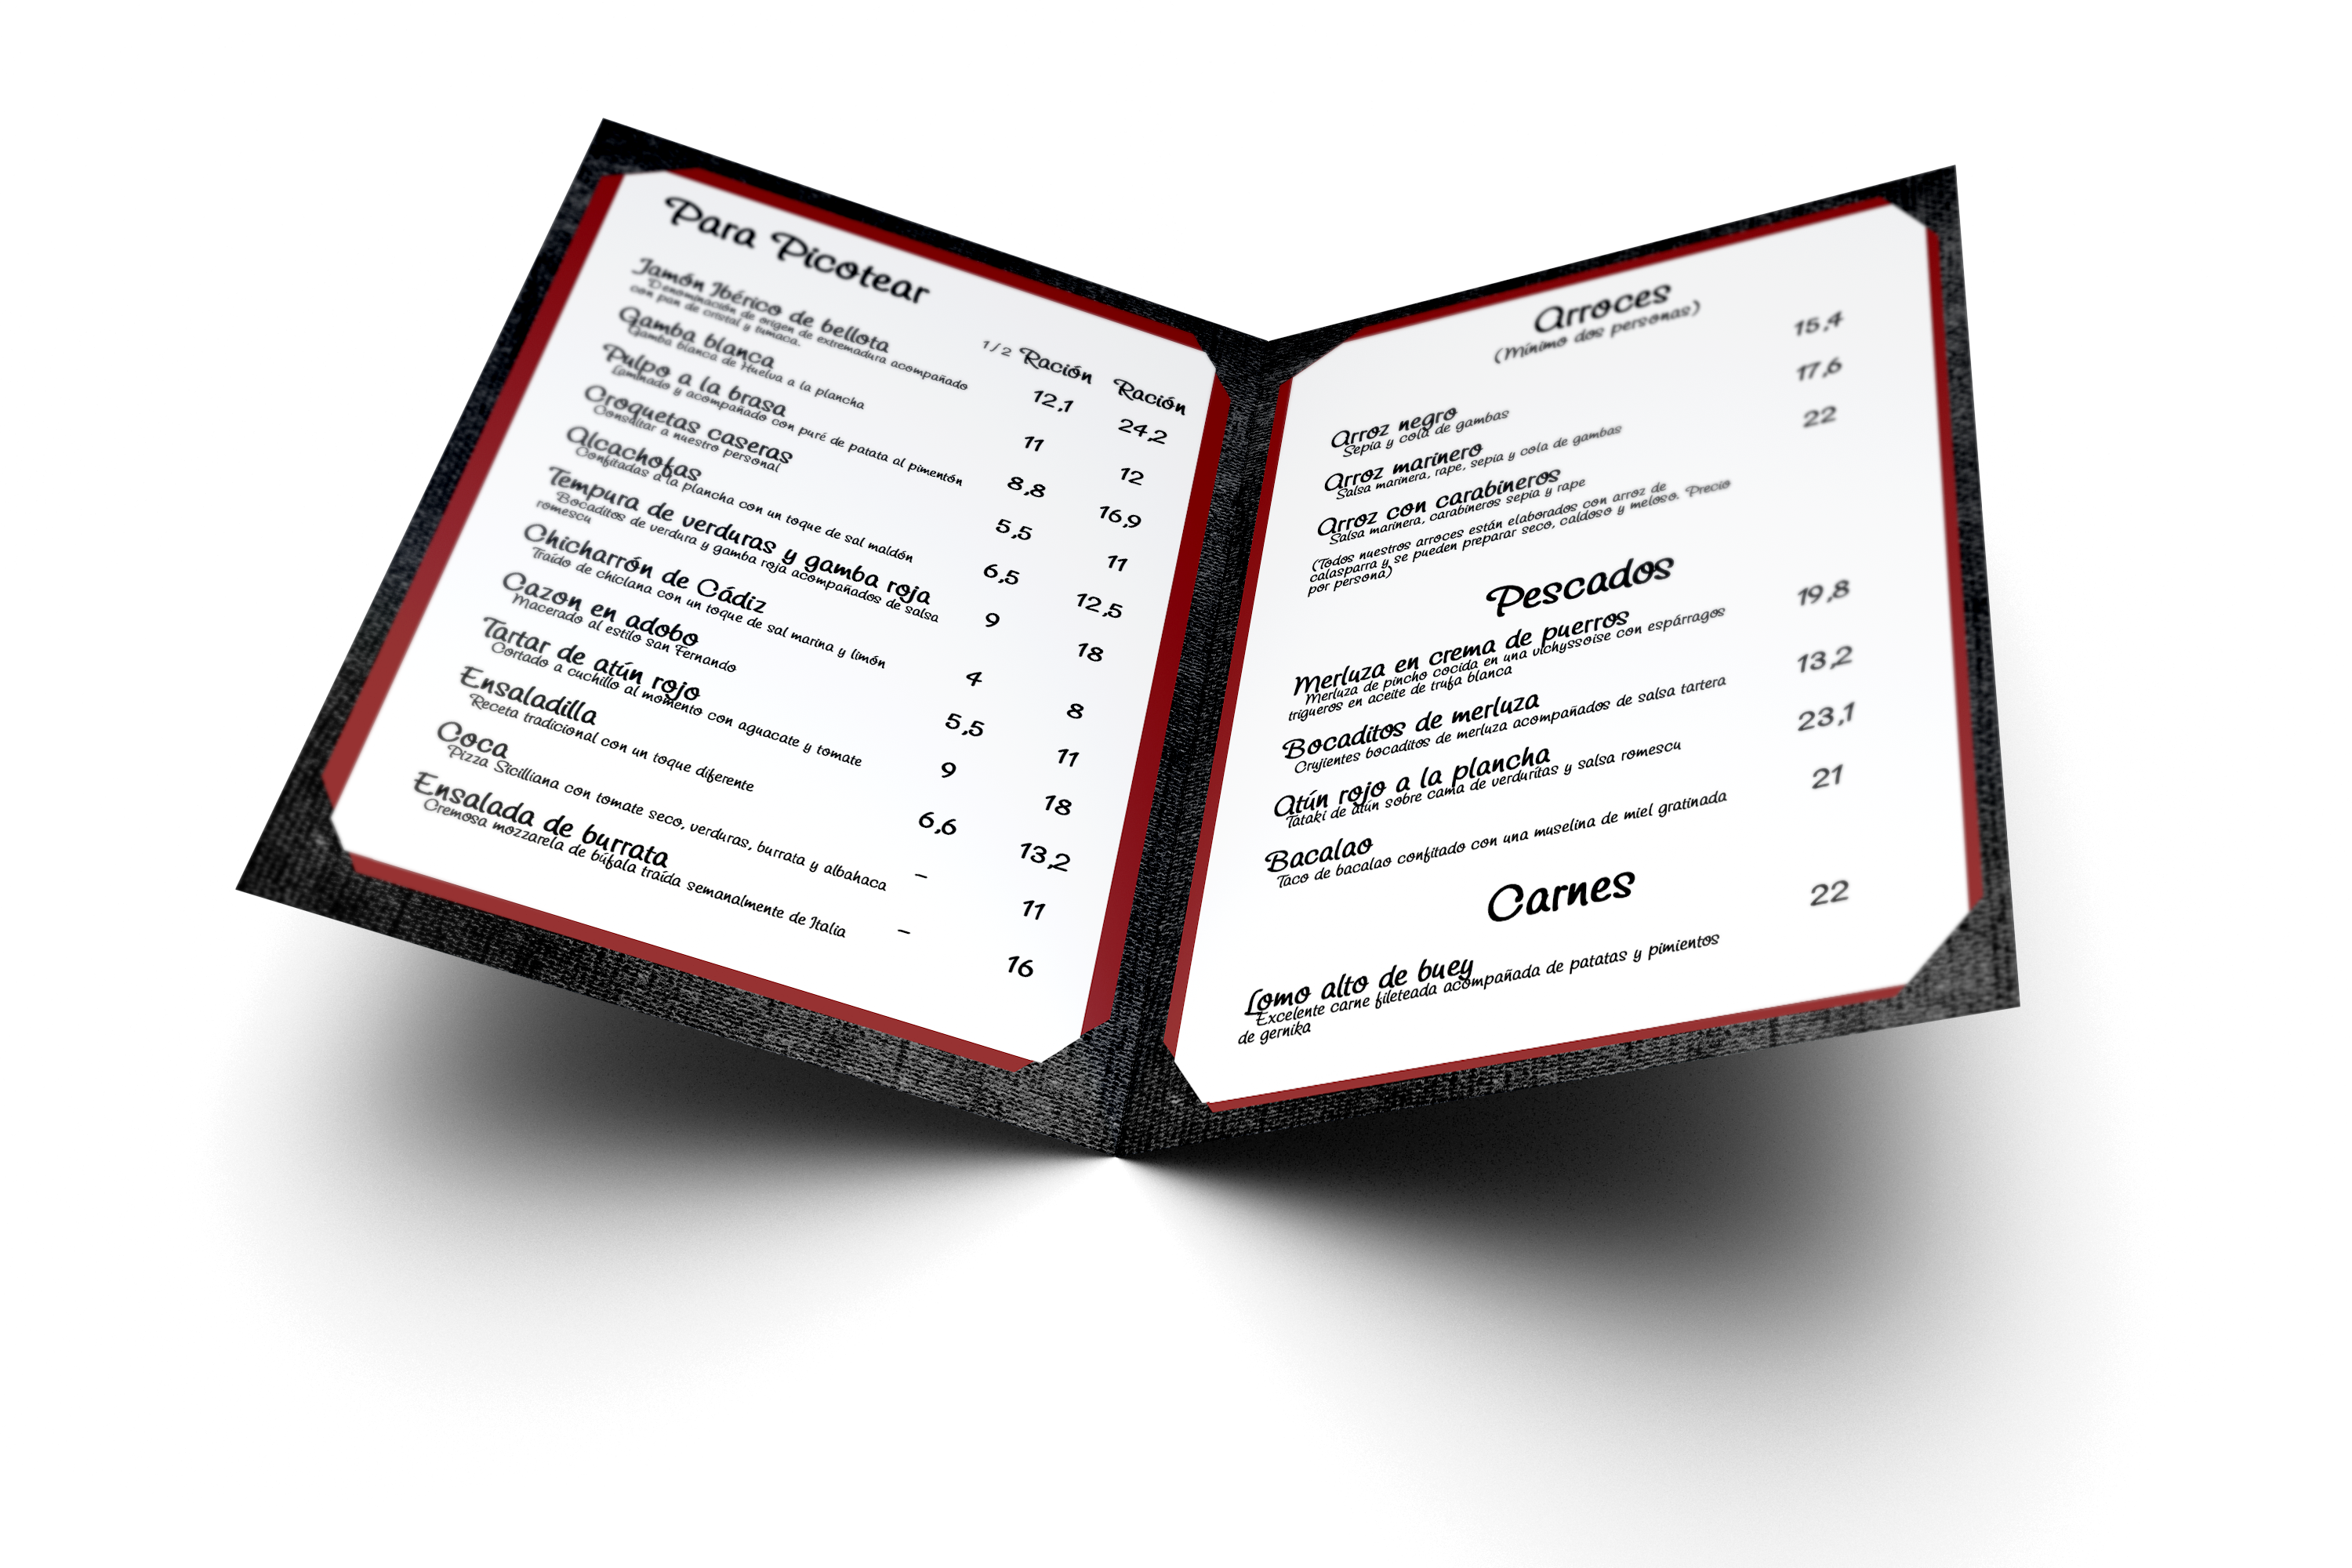 Para Picotear
1/2 Ración Ración
Jamón Ibérico de bellota 12,1 24,2
Denominación de origen de extremadura acompañado
con pan de cristal y tumaca.
Gamba blanca 11 12
Gamba blanca de Huelva a la plancha
Pulpo a la brasa 8,8 16,9
Laminado y acompañado con puré de patata al pimentón
Croquetas caseras 5,5 11
Consultar a nuestro personal
Alcachofas 6,5 12,5
Confitadas a la plancha con un toque de sal maldón
Tempura de verduras y gamba roja 9 18
Bocaditos de verdura y gamba roja acompañados de salsa
romescu
Chicharrón de Cádiz 4 8
Traído de chiclana con un toque de sal marina y limón
Cazon en adobo 5,5 11
Macerado al estilo san Fernando
Tartar de atún rojo 9 18
Cortado a cuchillo al momento con aguacate y tomate
Ensaladilla 6,6 13,2
Receta tradicional con un toque diferente
Coca – 11
Pizza Sicilliana con tomate seco, verduras, burrata y albahaca
Ensalada de burrata – 16
Cremosa mozzarela de búfala traída semanalmente de Italia
Arroces
(Mínimo dos personas)
Arroz negro 15,4
Sepia y cola de gambas
Arroz marinero 17,6
Salsa marinera, rape, sepia y cola de gambas
Arroz con carabineros 22
Salsa marinera, carabineros sepia y rape
(Todos nuestros arroces están elaborados con arroz de
calasparra y se pueden preparar seco, caldoso y meloso. Precio
por persona)
Pescados
Merluza en crema de puerros 19,8
Merluza de pincho cocida en una vichyssoise con espárragos
trigueros en aceite de trufa blanca
Bocaditos de merluza 13,2
Crujientes bocaditos de merluza acompañados de salsa tartera
Atún rojo a la plancha 23,1
Tataki de atún sobre cama de verduritas y salsa romescu
Bacalao 21
Taco de bacalao confitado con una muselina de miel gratinada
Carnes
Lomo alto de buey 22
Excelente carne fileteada acompañada de patatas y pimientos
de gernika